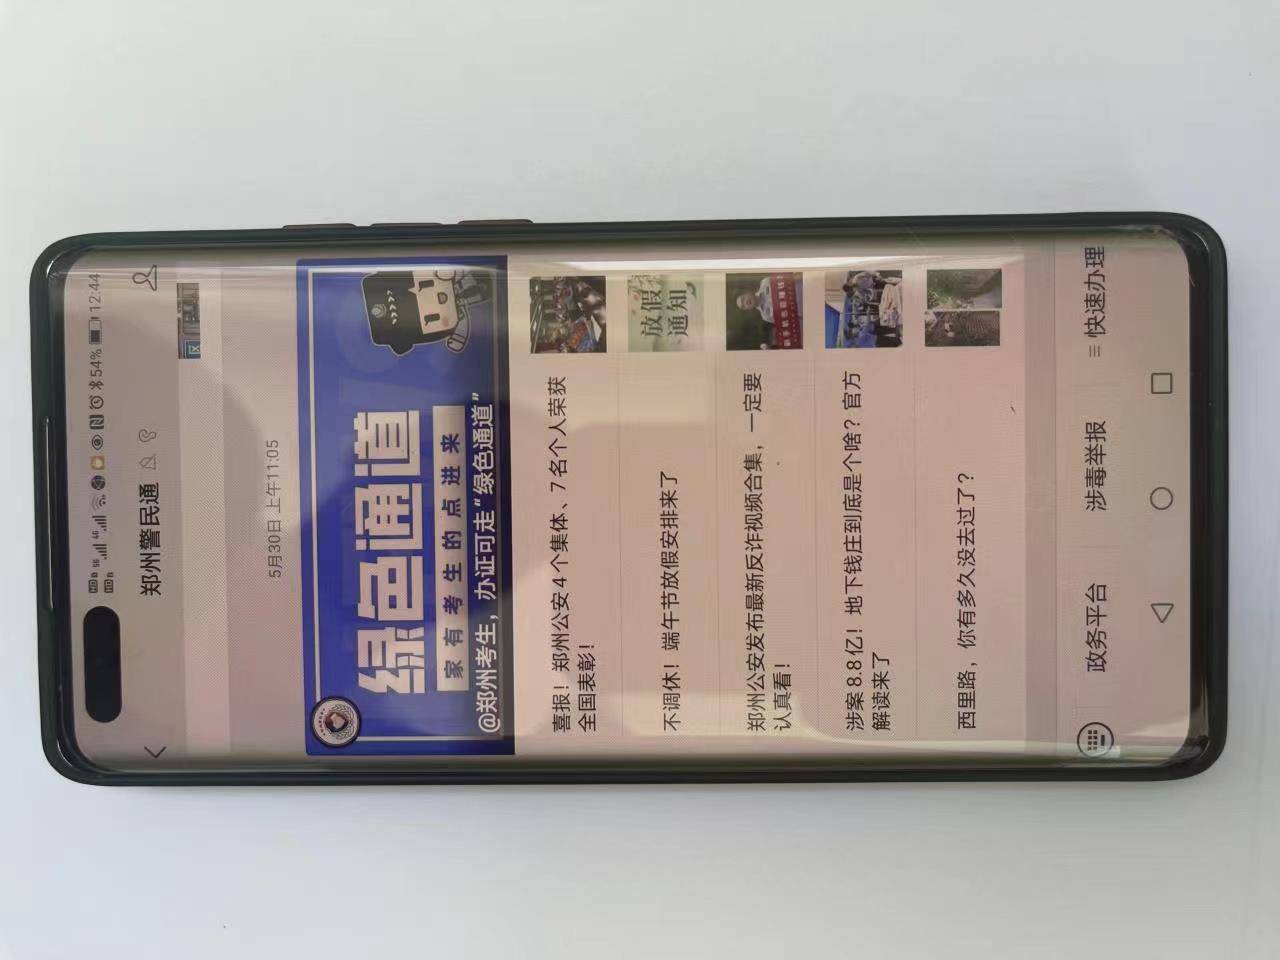 54% 12:44
郑州警民通
区
5月30日 上午11:05
绿色通道
家有考生的点进来
@郑州考生，办证可走“绿色通道”
喜报！郑州公安4个集体、7名个人荣获
全国表彰！
不调休！端午节放假安排来了
放假
通知
郑州公安发布最新反诈视频合集，一定要
认真看！
涉案8.8亿！地下钱庄到底是个啥？官方
解读来了
西里路，你有多久没去过了？
政务平台
涉毒举报
快速办理